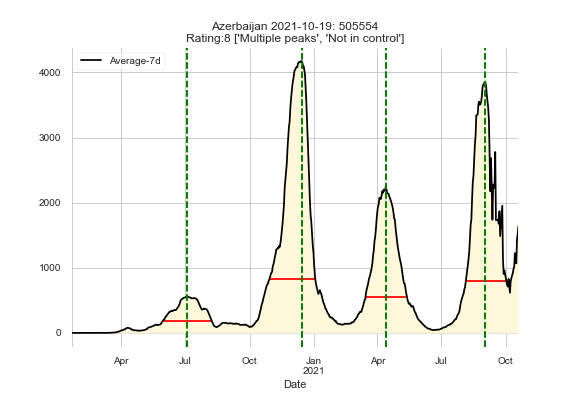 Azerbaijan 2021-10-19: 505554
Rating:8 ['Multiple peaks', 'Not in control']
Average-7d
4000
3000
2000
1000
0
Apr Jul Oct Jan Apr Jul Oct
2021
Date